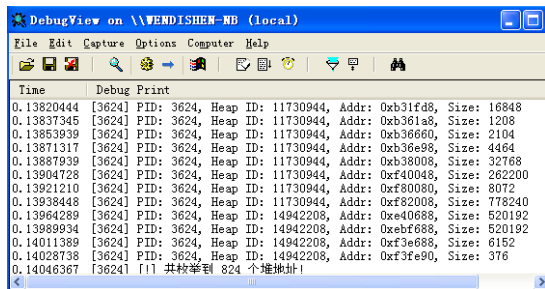 DebugView on \\WENDISHEN-NB (local)
File Edit Capture Options Computer Help
Time Debug Print
0.13820444 [3624] PID: 3624, Heap ID: 11730944, Addr: 0xb31fd8, Size: 16848
0.13837345 [3624] PID: 3624, Heap ID: 11730944, Addr: 0xb361a8, Size: 1208
0.13853939 [3624] PID: 3624, Heap ID: 11730944, Addr: 0xb36660, Size: 2104
0.13871317 [3624] PID: 3624, Heap ID: 11730944, Addr: 0xb36e98, Size: 4464
0.13887939 [3624] PID: 3624, Heap ID: 11730944, Addr: 0xb38008, Size: 32768
0.13904728 [3624] PID: 3624, Heap ID: 11730944, Addr: 0xf40048, Size: 262200
0.13921210 [3624] PID: 3624, Heap ID: 11730944, Addr: 0xf80080, Size: 8072
0.13938448 [3624] PID: 3624, Heap ID: 11730944, Addr: 0xf82008, Size: 778240
0.13964289 [3624] PID: 3624, Heap ID: 14942208, Addr: 0xe40688, Size: 520192
0.13989934 [3624] PID: 3624, Heap ID: 14942208, Addr: 0xebf688, Size: 520192
0.14011389 [3624] PID: 3624, Heap ID: 14942208, Addr: 0xf3e688, Size: 6152
0.14028738 [3624] PID: 3624, Heap ID: 14942208, Addr: 0xf3fe90, Size: 376
0.14046367 [3624] [!] 共枚举到 824 个堆地址!